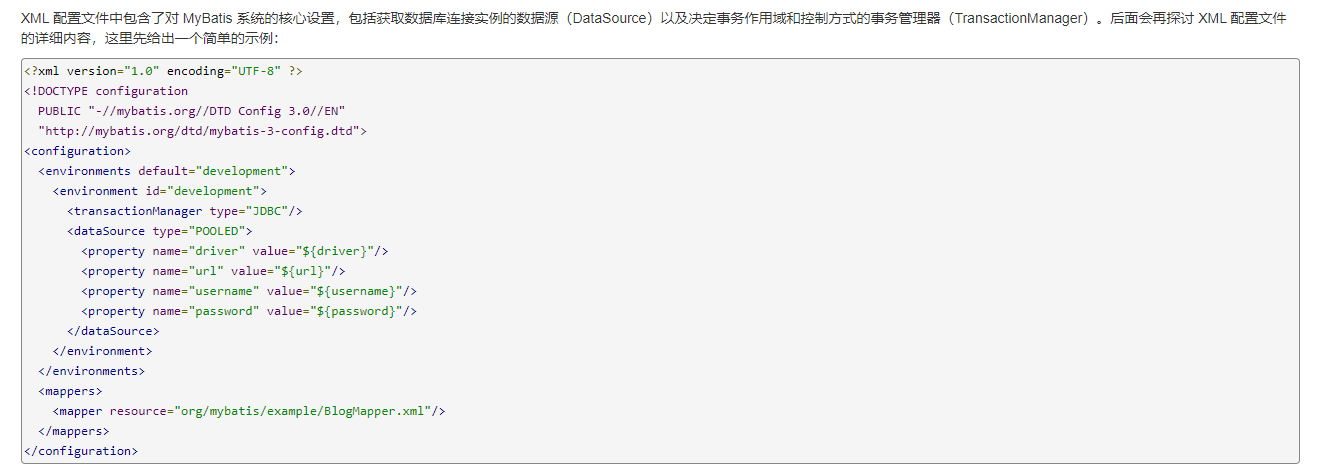 XML 配置文件中包含了对 MyBatis 系统的核心设置，包括获取数据库连接实例的数据源（DataSource）以及决定事务作用域和控制方式的事务管理器（TransactionManager）。后面会再探讨 XML 配置文件
的详细内容，这里先给出一个简单的示例：
<?xml version="1.0" encoding="UTF-8" ?>
<!DOCTYPE configuration
  PUBLIC "-//mybatis.org//DTD Config 3.0//EN"
  "http://mybatis.org/dtd/mybatis-3-config.dtd">
<configuration>
  <environments default="development">
    <environment id="development">
      <transactionManager type="JDBC"/>
      <dataSource type="POOLED">
        <property name="driver" value="${driver}"/>
        <property name="url" value="${url}"/>
        <property name="username" value="${username}"/>
        <property name="password" value="${password}"/>
      </dataSource>
    </environment>
  </environments>
  <mappers>
    <mapper resource="org/mybatis/example/BlogMapper.xml"/>
  </mappers>
</configuration>